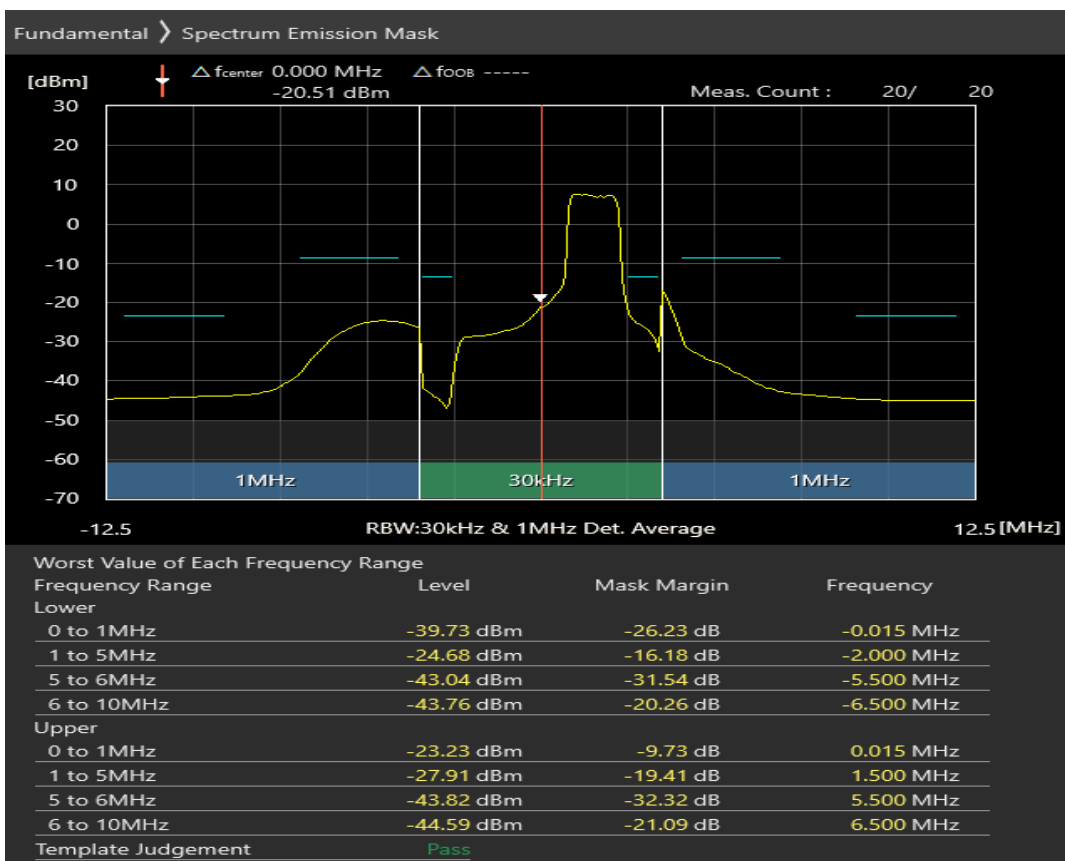 Fundamental ❯ Spectrum Emission Mask
[dBm] △ fcenter 0.000 MHz △ fOOB -----
-20.51 dBm Meas. Count : 20/ 20
30
20
10
0
-10
-20
-30
-40
-50
-60
1MHz 30kHz 1MHz
-70
-12.5 RBW:30kHz & 1MHz Det. Average 12.5 [MHz]
Worst Value of Each Frequency Range
Frequency Range Level Mask Margin Frequency
Lower
0 to 1MHz -39.73 dBm -26.23 dB -0.015 MHz
1 to 5MHz -24.68 dBm -16.18 dB -2.000 MHz
5 to 6MHz -43.04 dBm -31.54 dB -5.500 MHz
6 to 10MHz -43.76 dBm -20.26 dB -6.500 MHz
Upper
0 to 1MHz -23.23 dBm -9.73 dB 0.015 MHz
1 to 5MHz -27.91 dBm -19.41 dB 1.500 MHz
5 to 6MHz -43.82 dBm -32.32 dB 5.500 MHz
6 to 10MHz -44.59 dBm -21.09 dB 6.500 MHz
Template Judgement Pass